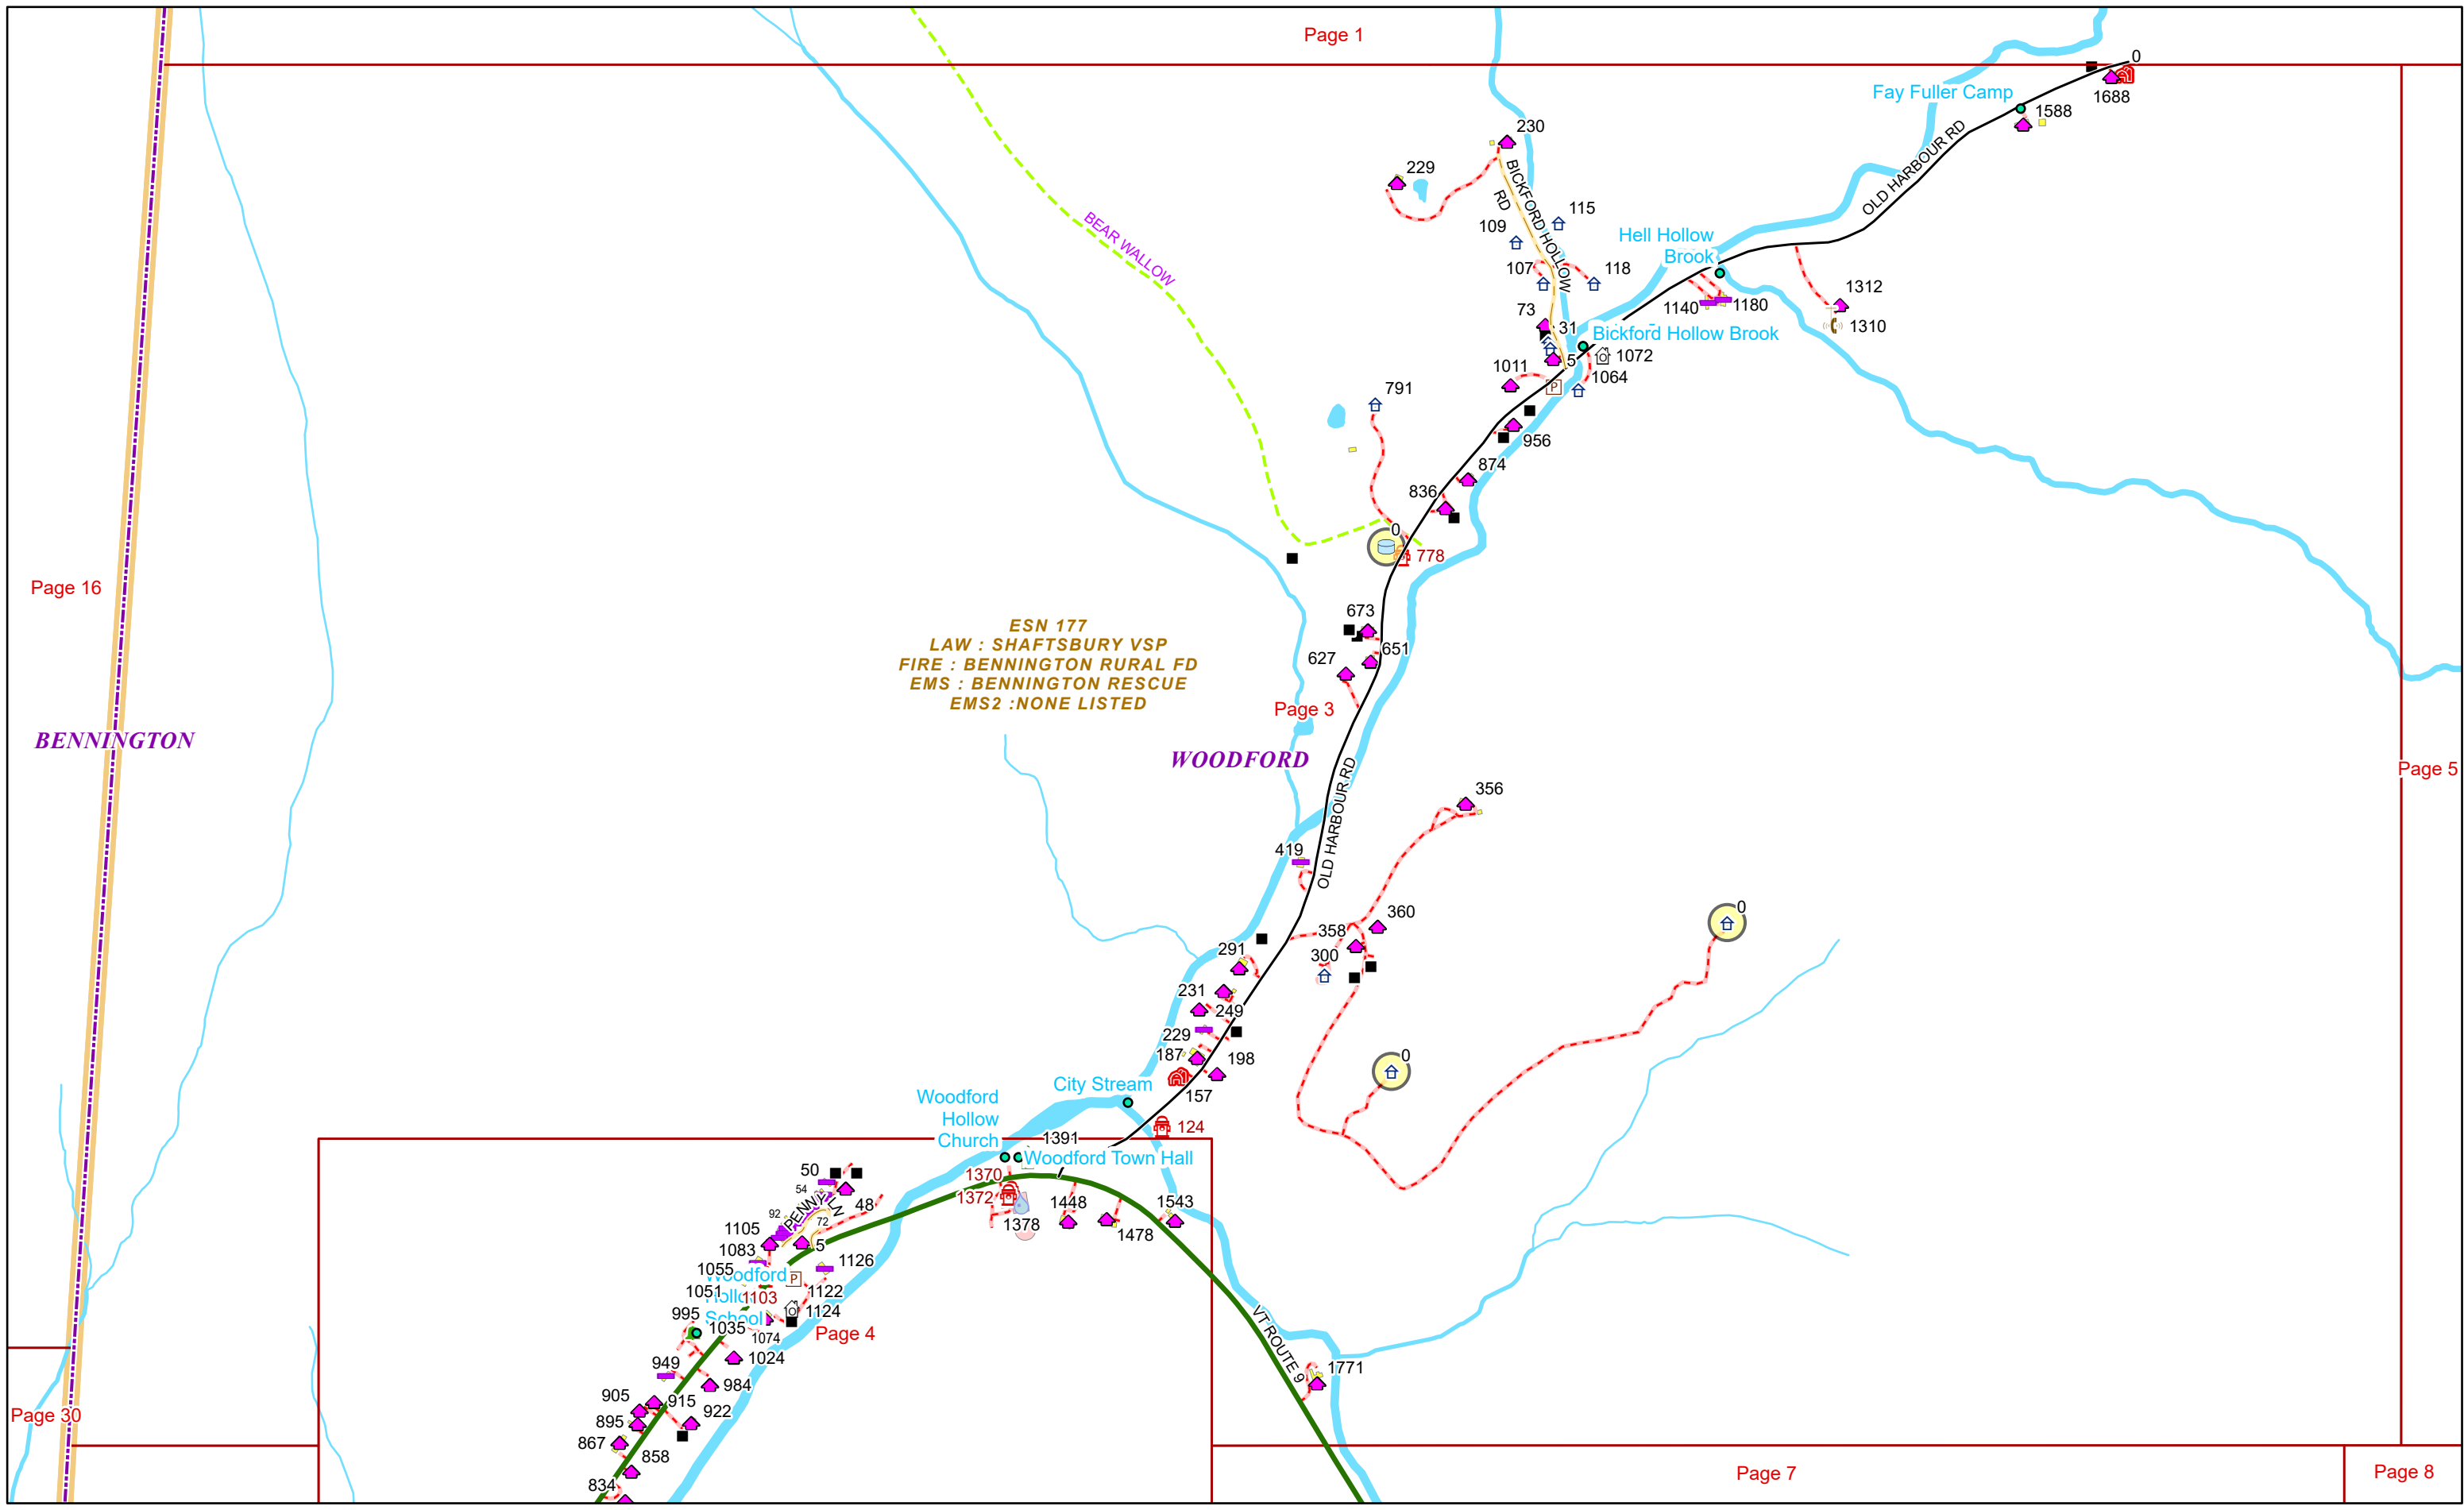 Page 1
0
Fay Fuller Camp
1688
1588
230
OLD HARBOUR RD
229
BICKFORD HOLLOW
RD
115
109
BEAR WALLOW
Hell Hollow
Brook
107
118
1312
1140
1180
73
31
1310
Bickford Hollow Brook
5
1072
1011
P
1064
791
956
874
836
0
778
Page 16
673
ESN 177
LAW : SHAFTSBURY VSP
FIRE : BENNINGTON RURAL FD
EMS : BENNINGTON RESCUE
EMS2 :NONE LISTED
651
627
Page 3
BENNINGTON
WOODFORD
Page 5
OLD HARBOUR RD
356
419
0
360
358
291
300
231
249
229
187
198
0
City Stream
157
Woodford
Hollow
Church
124
1391
Woodford Town Hall
50
1370
54
1372
48
1448
1543
PENNY LN
92
72
1105
1378
1478
5
1083
1126
1055
Woodford
Hollow
School
P
1051
1103
1122
1124
995
1035
1074
Page 4
VT ROUTE 9
949
1024
1771
984
905
915
Page 30
895
922
867
858
Page 7
Page 8
834